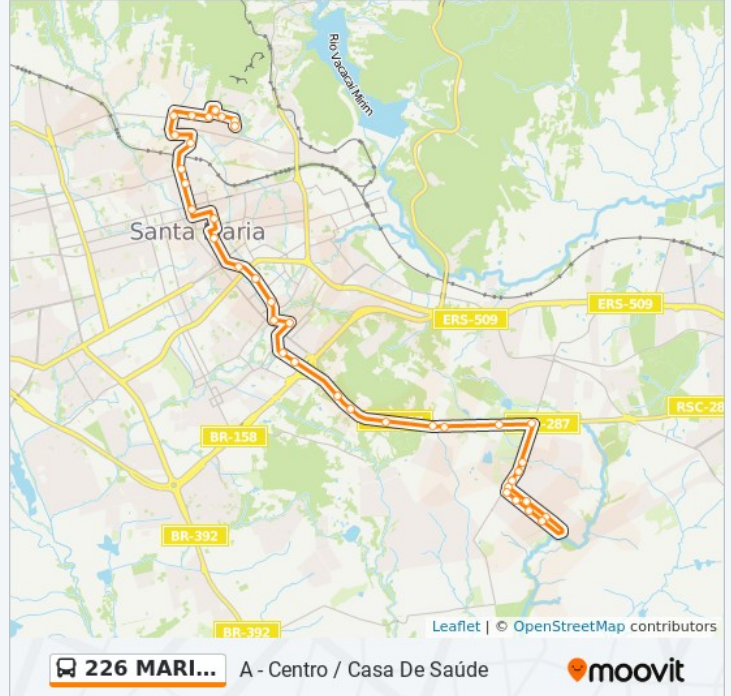 Rio Vacacaí Mirim
Santa Maria
ERS-509
ERS-509
RSC-28
-287
BR-158
BR-392
BR-392
Leaflet | © OpenStreetMap contributors
226 MARI...
A - Centro / Casa De Saúde
moovit